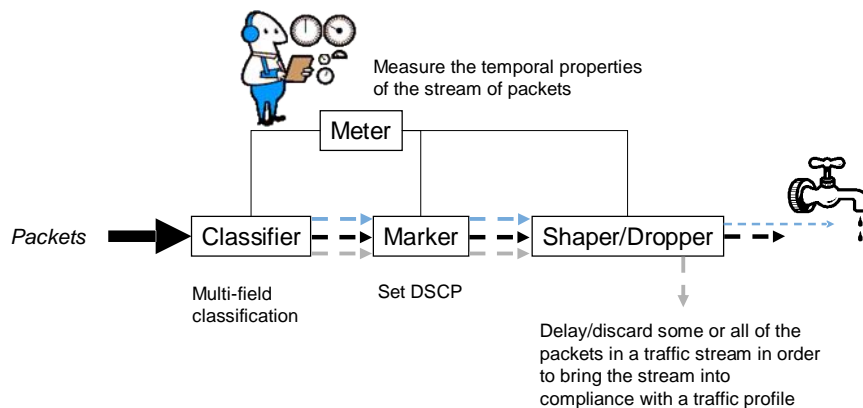 Measure the temporal properties
of the stream of packets
Meter
Packets
Classifier
Marker
Shaper/Dropper
Multi-field
classification
Set DSCP
Delay/discard some or all of the
packets in a traffic stream in order
to bring the stream into
compliance with a traffic profile